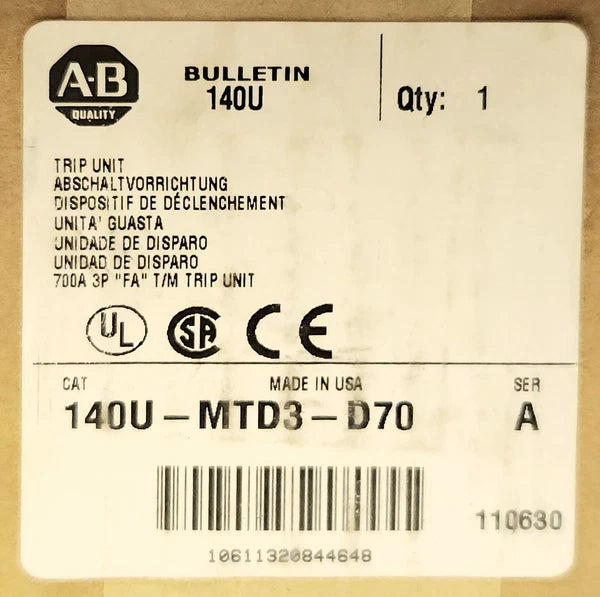 A-B
QUALITY
BULLETIN
140U
Qty: 1
TRIP UNIT
ABSCHALTVORRICHTUNG
DISPOSITIF DE DÉCLENCHEMENT
UNITA' GUASTA
UNIDADE DE DISPARO
UNIDAD DE DISPARO
700A 3P "FA" T/M TRIP UNIT
UL SA CE
CAT MADE IN USA SER
140U-MTD3-D70 A
110630
10611320844648